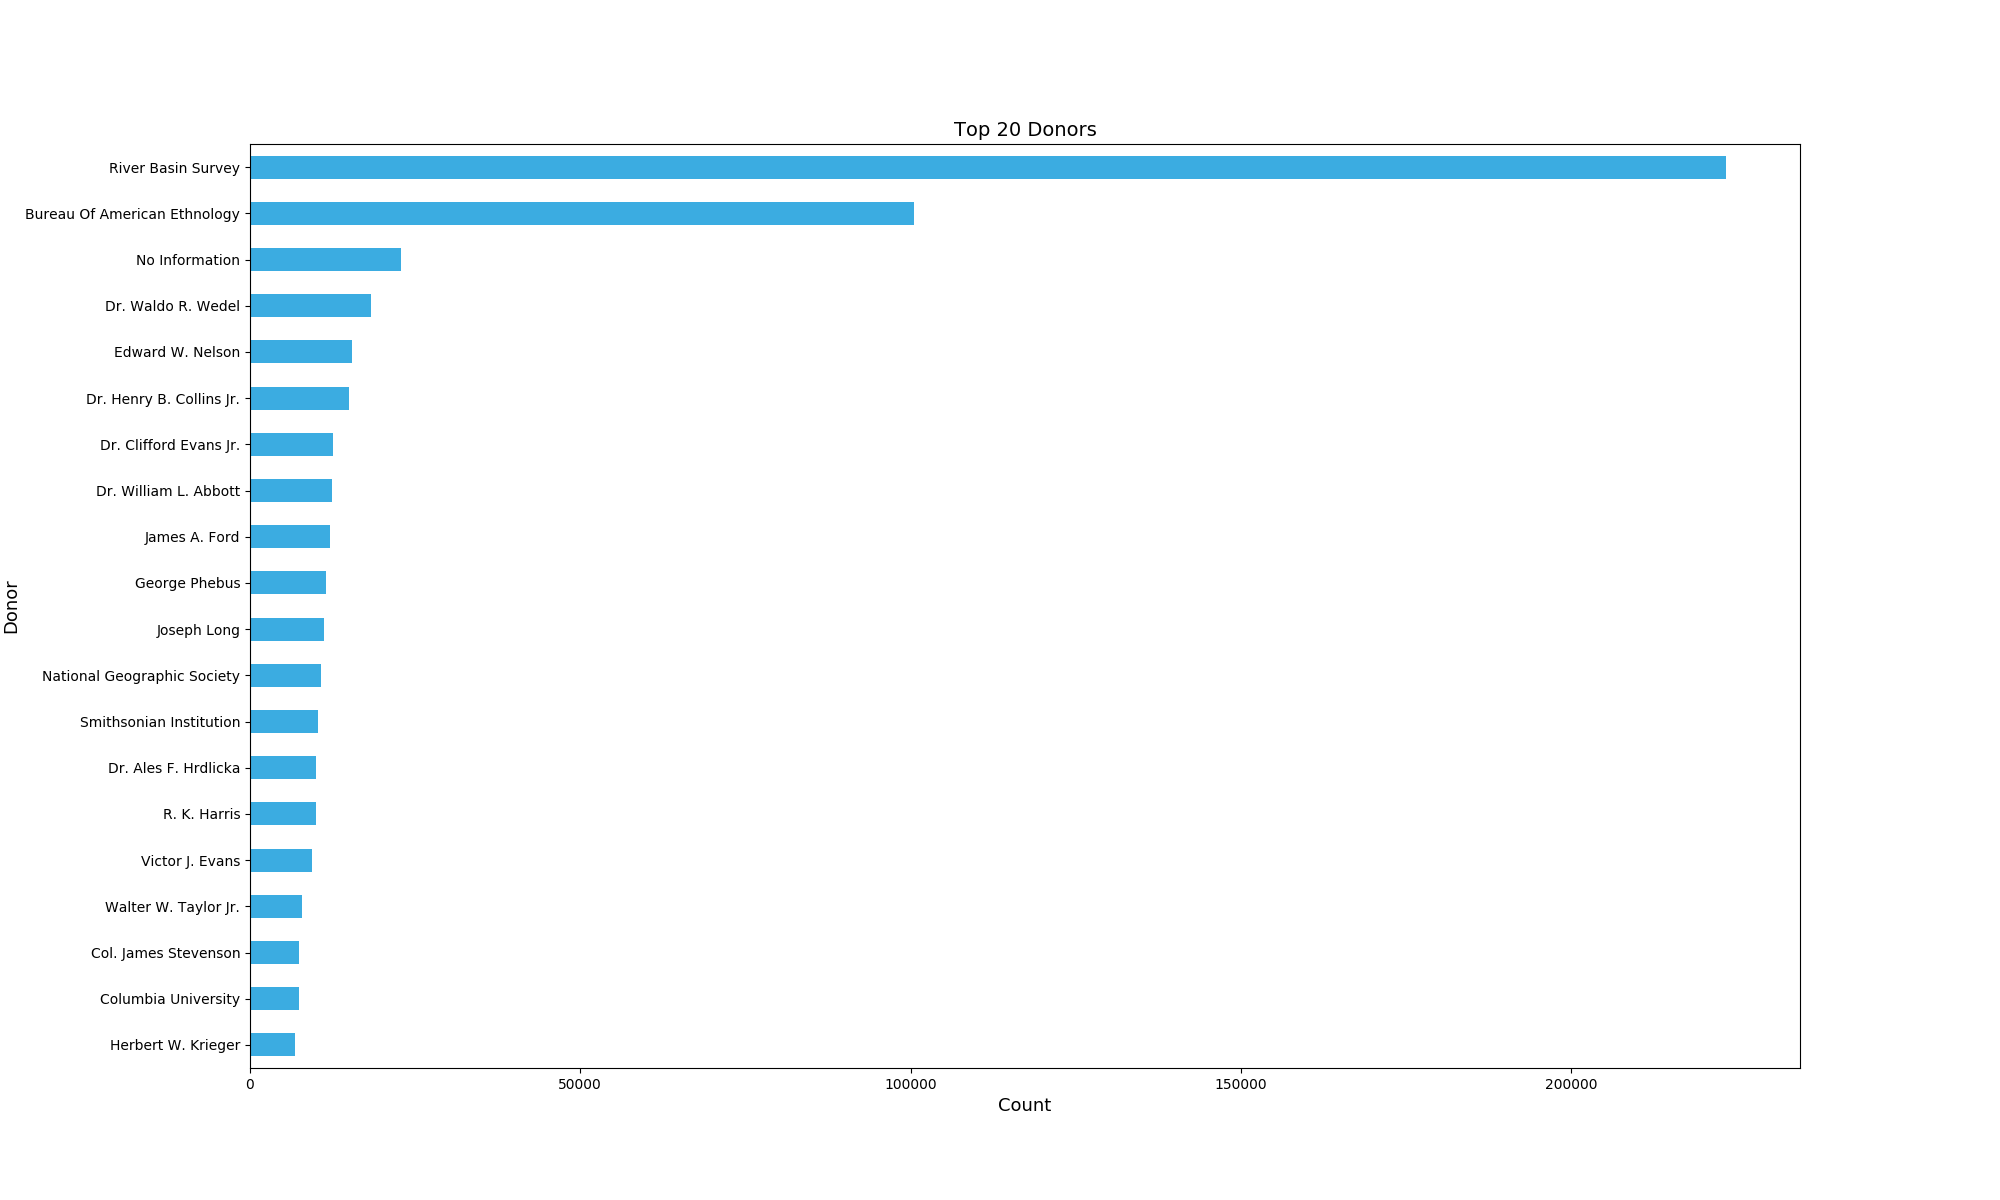 Top 20 Donors
River Basin Survey
Bureau Of American Ethnology
No Information
Dr. Waldo R. Wedel
Edward W. Nelson
Dr. Henry B. Collins Jr.
Dr. Clifford Evans Jr.
Dr. William L. Abbott
James A. Ford
George Phebus
Joseph Long
National Geographic Society
Smithsonian Institution
Dr. Ales F. Hrdlicka
R. K. Harris
Victor J. Evans
Walter W. Taylor Jr.
Col. James Stevenson
Columbia University
Herbert W. Krieger
Donor
0 50000 100000 150000 200000
Count